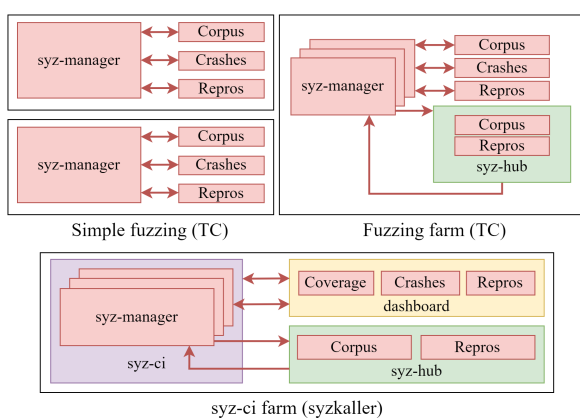 syz-manager
Corpus
Crashes
Repros
syz-manager
Corpus
Crashes
Repros
Simple fuzzing (TC)
syz-manager
Corpus
Crashes
Repros
Corpus
Repros
syz-hub
Fuzzing farm (TC)
syz-manager
syz-ci
Coverage Crashes Repros
dashboard
Corpus Repros
syz-hub
syz-ci farm (syzkaller)